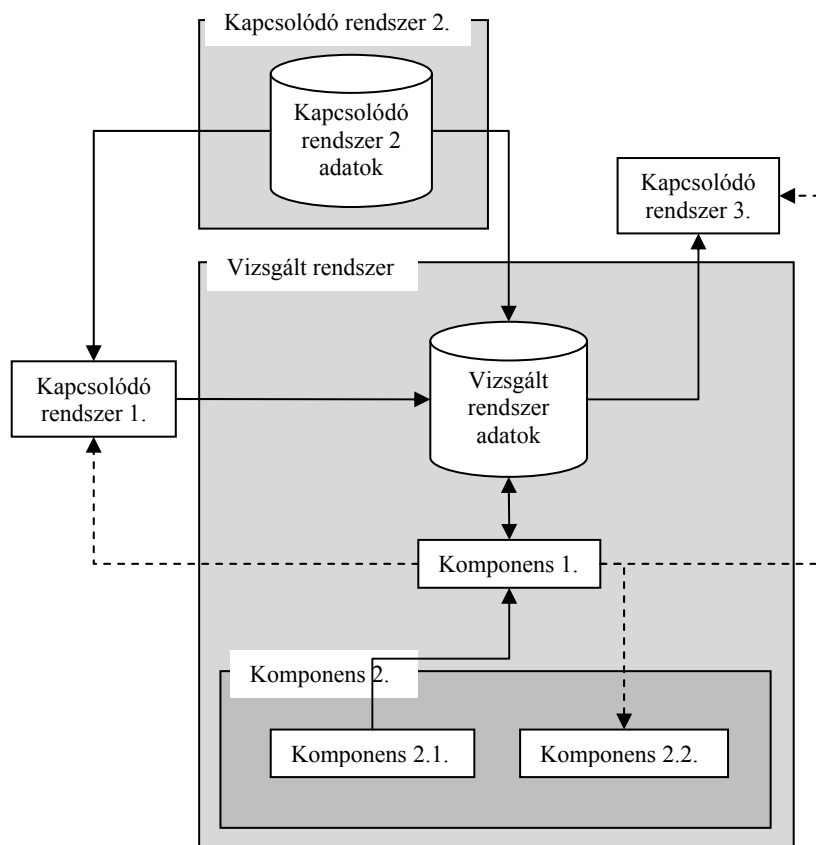 Kapcsolódó rendszer 2.
Kapcsolódó
rendszer 2
adatok
Kapcsolódó
rendszer 3.
Vizsgált rendszer
Vizsgált
rendszer
adatok
Kapcsolódó
rendszer 1.
Komponens 1.
Komponens 2.
Komponens 2.1.
Komponens 2.2.